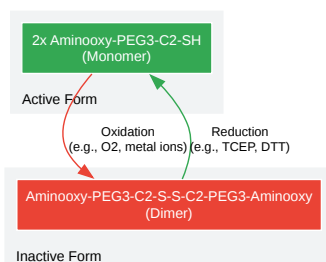 2x Aminooxy-PEG3-C2-SH
(Monomer)
Active Form
Oxidation
(e.g., O2, metal ions)
Reduction
(e.g., TCEP, DTT)
Aminooxy-PEG3-C2-S-S-C2-PEG3-Aminooxy
(Dimer)
Inactive Form